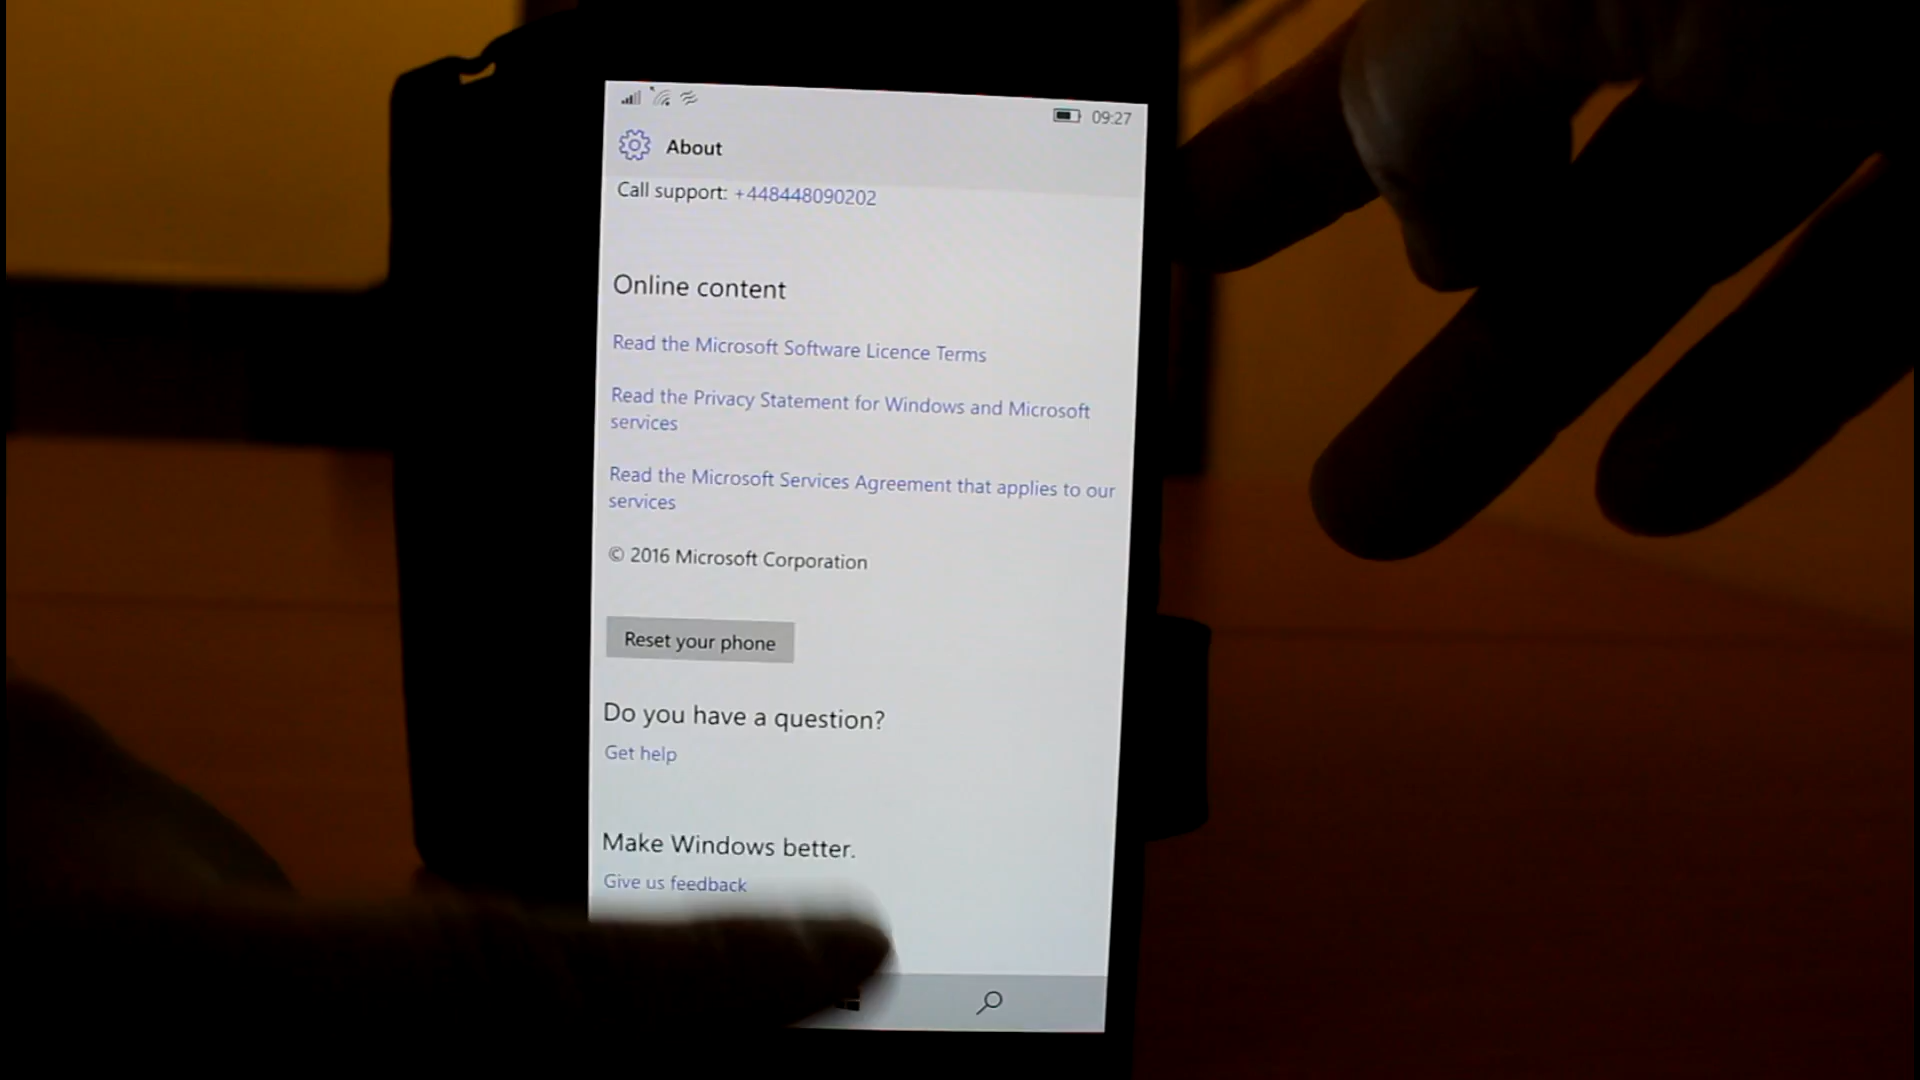 09:27
About
Call support: +448448090202
Online content
Read the Microsoft Software Licence Terms
Read the Privacy Statement for Windows and Microsoft
services
Read the Microsoft Services Agreement that applies to our
services
© 2016 Microsoft Corporation
Reset your phone
Do you have a question?
Get help
Make Windows better.
Give us feedback